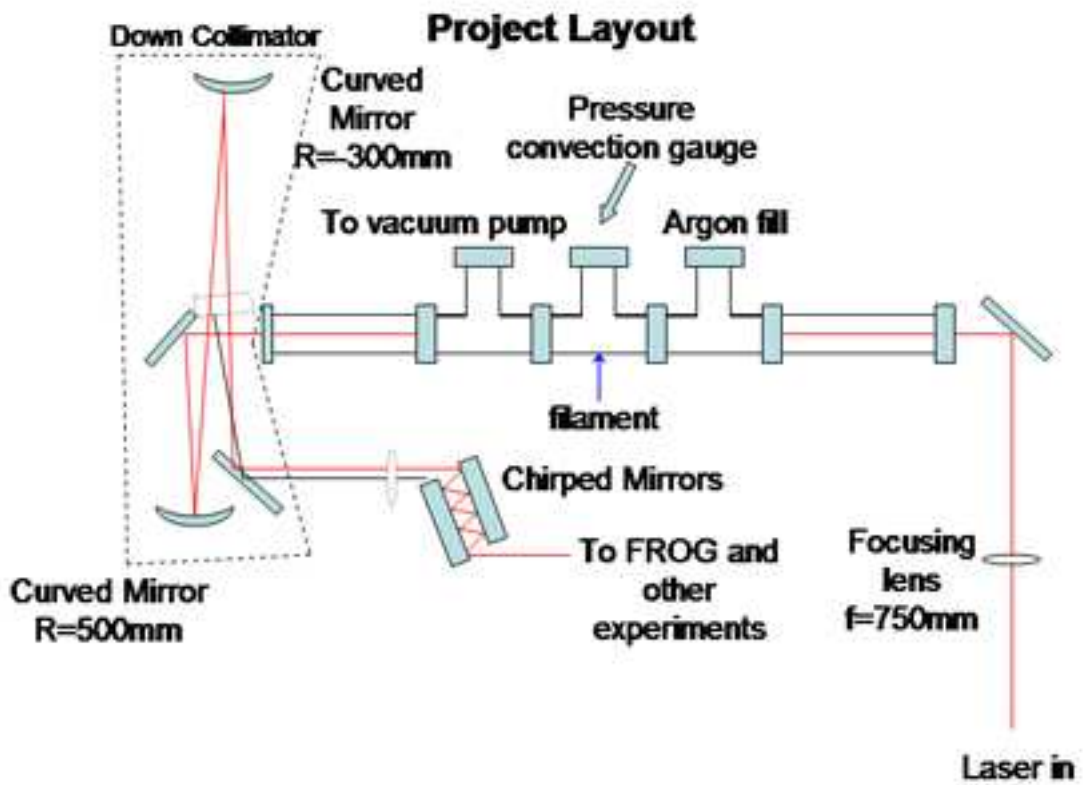 Project Layout
Down Collimator
Curved
Mirror
R=-300mm
Pressure
convection gauge
To vacuum pump
Argon fill
filament
Chirped Mirrors
To FROG and
other
experiments
Focusing
lens
f=750mm
Curved Mirror
R=500mm
Laser in